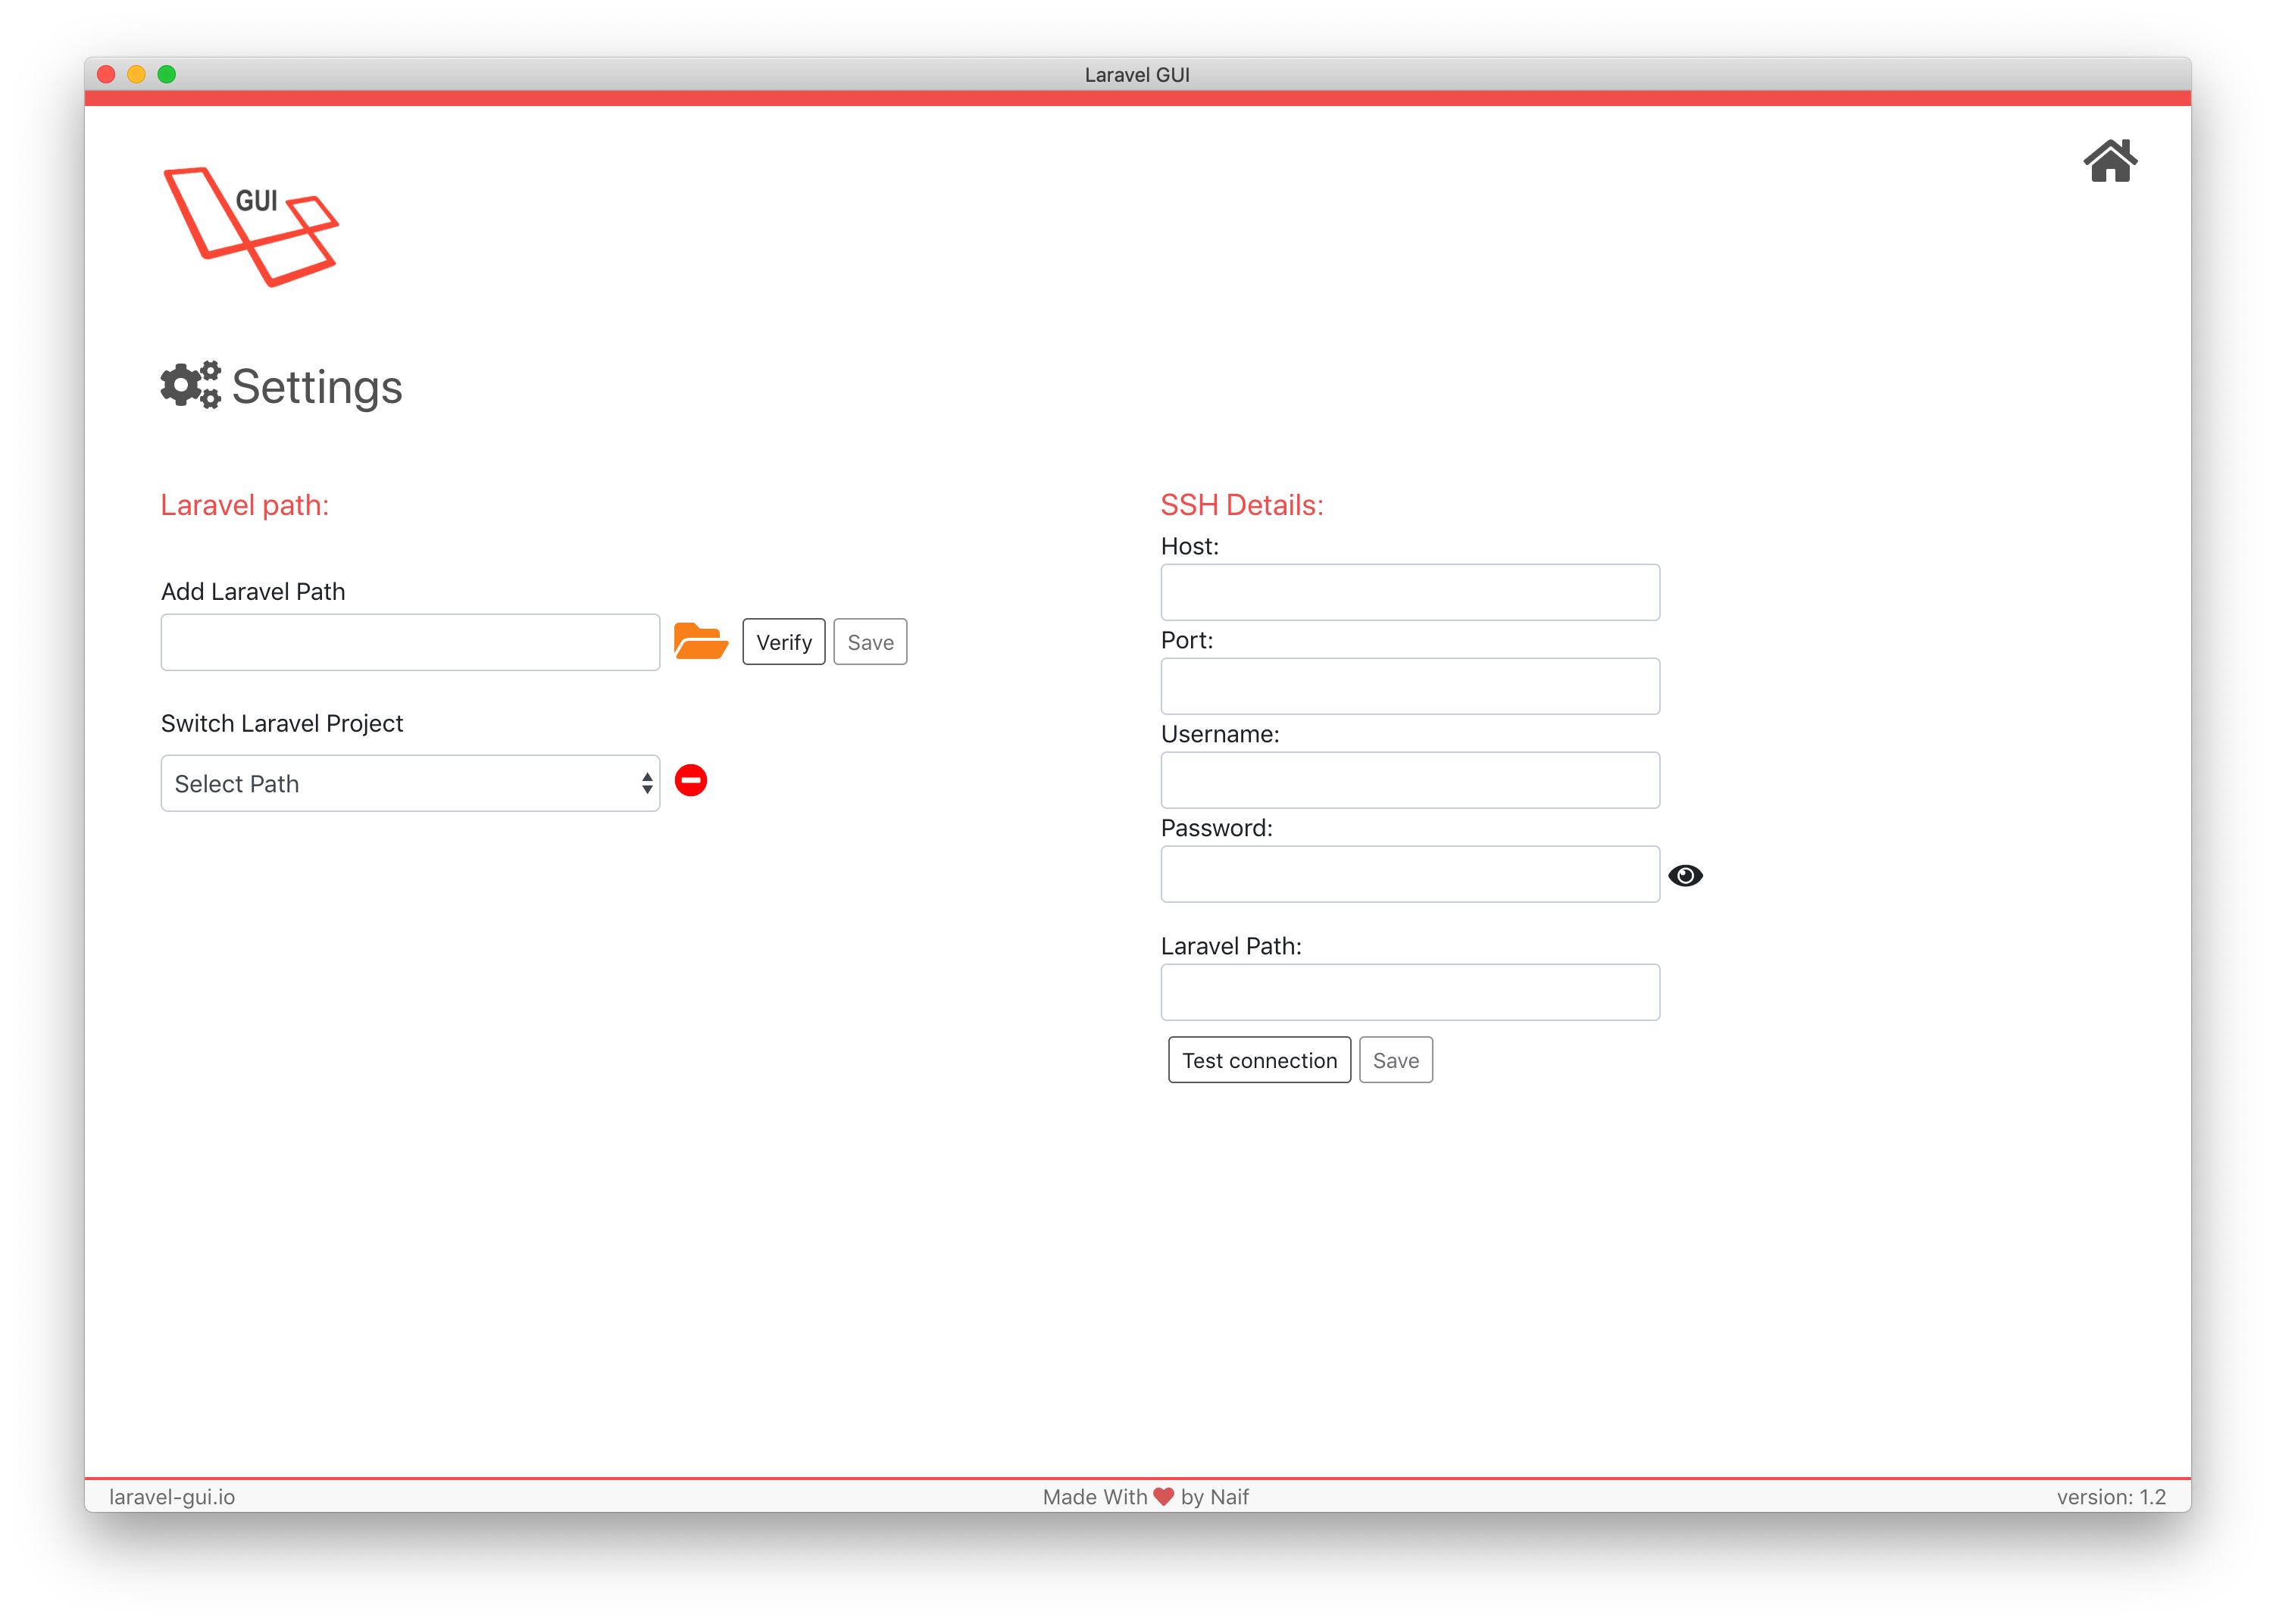 Laravel GUI
GUI
Settings
Laravel path:
Add Laravel Path
Verify
Save
Switch Laravel Project
Select Path
SSH Details:
Host:
Port:
Username:
Password:
Laravel Path:
Test connection
Save
laravel-gui.io
Made With by Naif
version: 1.2